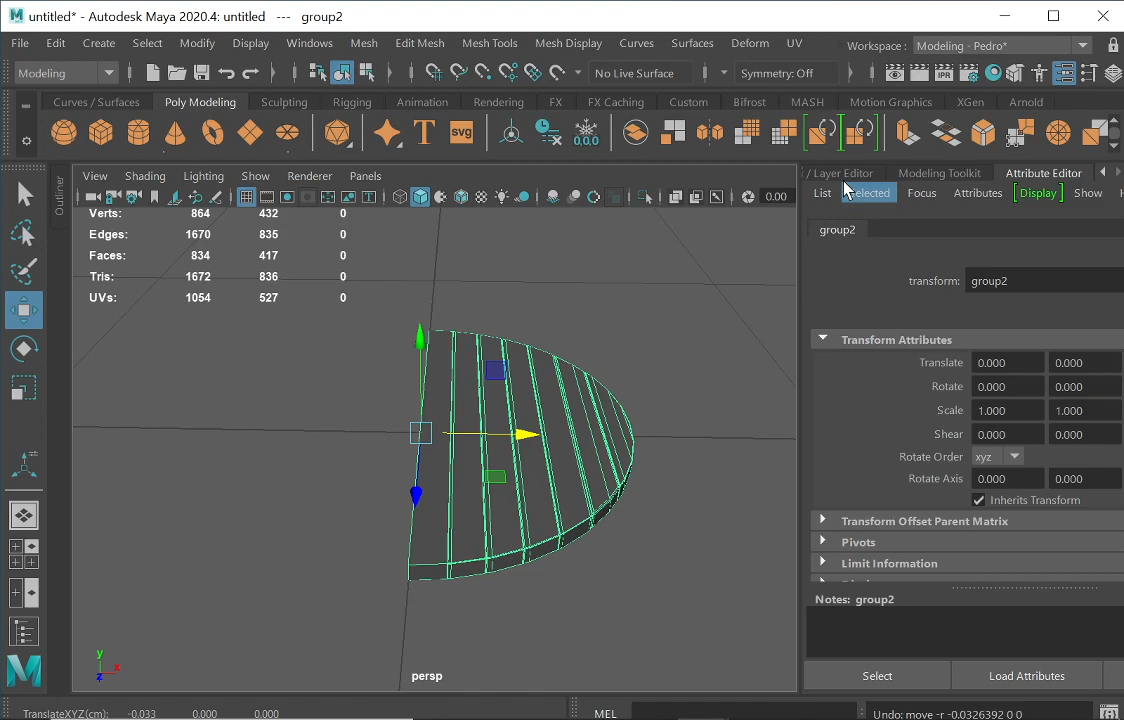 untitled* - Autodesk Maya 2020.4: untitled --- group2
File Edit Create Select Modify Display Windows Mesh Edit Mesh Mesh Tools Mesh Display Curves Surfaces Deform UV Workspace : Modeling - Pedro*
Modeling No Live Surface Symmetry: Off IPR
Curves / Surfaces Poly Modeling Sculpting Rigging Animation Rendering FX FX Caching Custom Bifrost MASH Motion Graphics XGen Arnold
T SVG 0,0,0
View Shading Lighting Show Renderer Panels
0.00
Outliner
/ Layer Editor Modeling Toolkit Attribute Editor
List Selected Focus Attributes Display Show
Verts: 864 432 0
Edges: 1670 835 0
Faces: 834 417 0
Tris: 1672 836 0
UVs: 1054 527 0
group2
transform: group2
Transform Attributes
Translate 0.000 0.000
Rotate 0.000 0.000
Scale 1.000 1.000
Shear 0.000 0.000
Rotate Order xyz
Rotate Axis 0.000 0.000
Inherits Transform
Transform Offset Parent Matrix
Pivots
Limit Information
Notes: group2
Select Load Attributes
y
x
z
persp
M
TranslateXYZ(cm): -0.033 0.000 0.000 MEL Undo: move -r -0.0326392 0 0